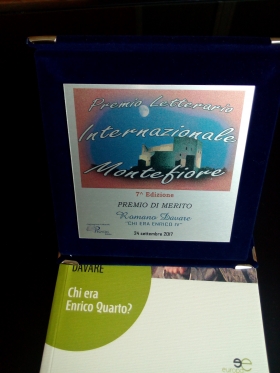 Premio Letterario
Internazionale
Montefiore
7^ Edizione
PREMIO DI MERITO
Romano Davare
"CHI ERA ENRICO IV"
24 settembre 2017
DAVARE
Chi era
Enrico Quarto?